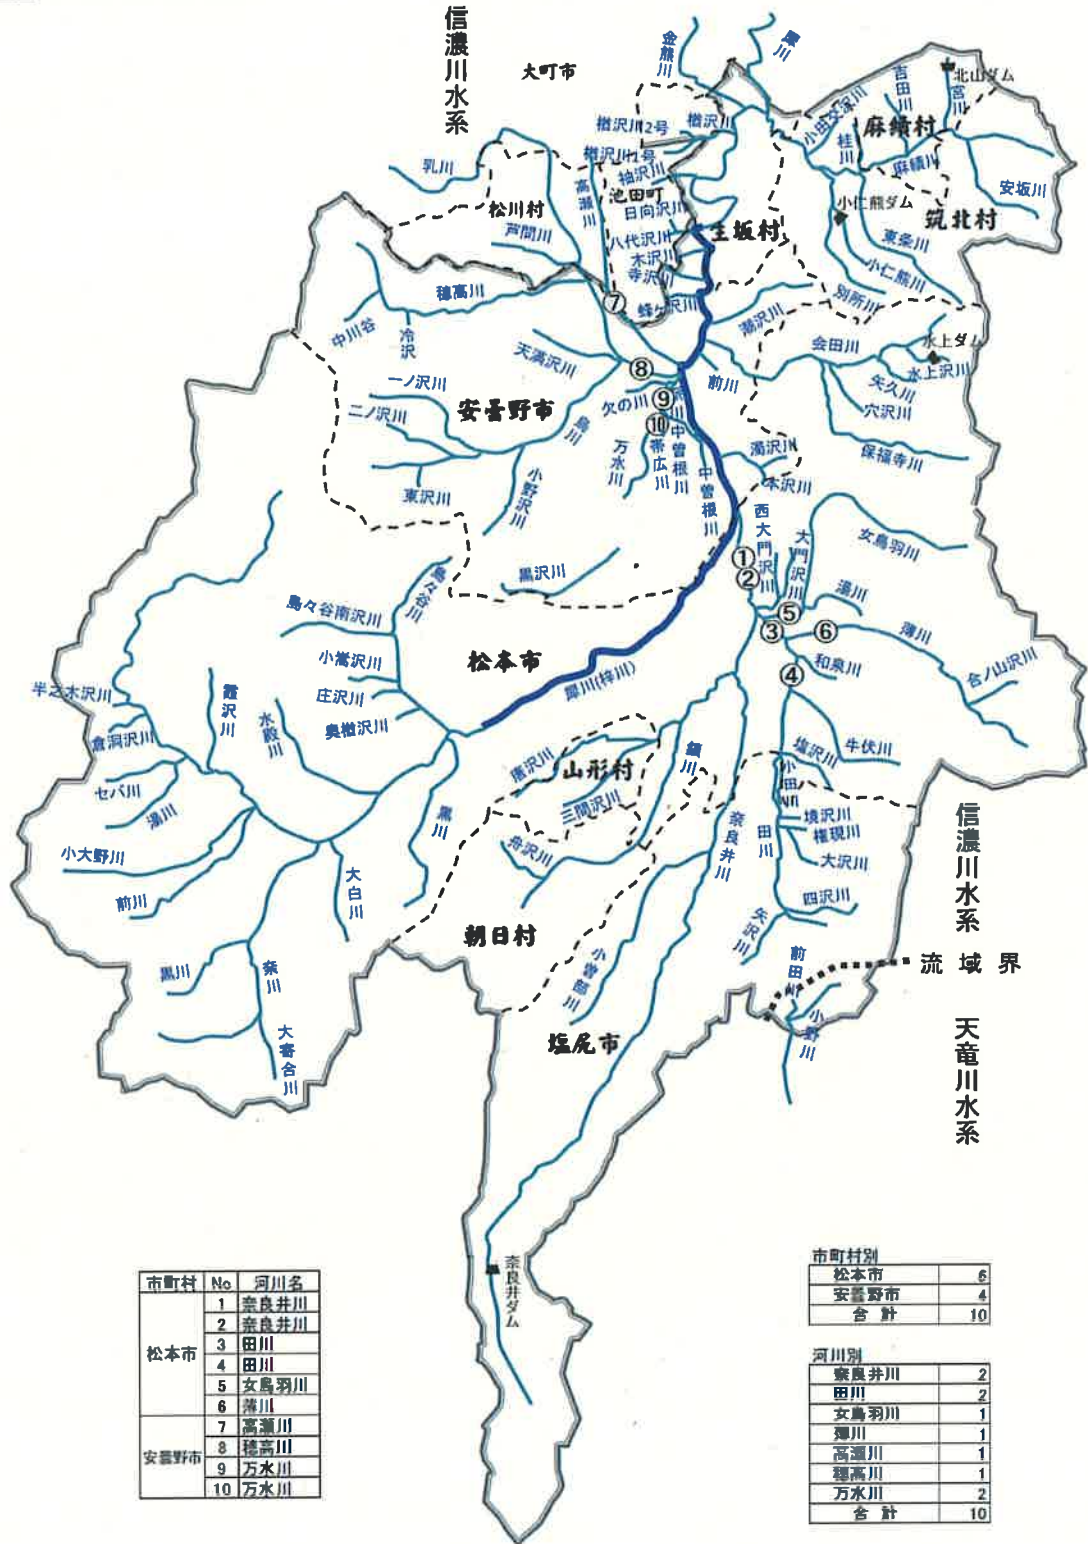 信濃川水系
大町市
金熊川
犀川
北山ダム
宮川
吉田川
麻績村
小田交沢川
桂川
麻績川
安坂川
筑北村
楢沢川2号
楢沢川
楢沢川1号
柚沢川
池田町
日向沢川
八代沢川
木沢川
寺沢川
蜂ケ沢川
生坂村
乳川
松川村
高瀬川
芦間川
小仁熊ダム
東条川
小仁熊川
別所川
潮沢川
会田川
水上ダム
水上沢川
矢久川
穴沢川
保福寺川
前川
穂高川
中川谷
冷沢
天満沢川
一ノ沢川
二ノ沢川
安曇野市
烏川
東沢川
小野沢川
⑦
⑧
⑨
⑩
欠の川
万水川
帯広川
中曽根川
中曽根川
濁沢川
本沢川
西大門沢川
大門沢川
女鳥羽川
湯川
薄川
合ノ山沢川
和泉川
①
②
③
④
⑤
⑥
黒沢川
島々谷川
島々谷南沢川
小嵩沢川
庄沢川
奥楢沢川
松本市
犀川(梓川)
半之木沢川
倉洞沢川
霞沢川
水殿川
セバ川
湯川
小大野川
前川
黒川
大白川
黒川
奈川
大寄合川
唐沢川
山形村
三間沢川
鎖川
舟沢川
朝日村
小曽部川
塩尻市
奈良井川
田川
塩沢川
牛伏川
小田川
境沢川
権現川
大沢川
四沢川
矢沢川
前田川
小野川
信濃川水系
流域界
天竜川水系
奈良井ダム
市町村 No 河川名
松本市 1 奈良井川
2 奈良井川
3 田川
4 田川
5 女鳥羽川
6 薄川
安曇野市 7 高瀬川
8 穂高川
9 万水川
10 万水川
市町村別
松本市 6
安曇野市 4
合計 10
河川別
奈良井川 2
田川 2
女鳥羽川 1
薄川 1
高瀬川 1
穂高川 1
万水川 2
合計 10